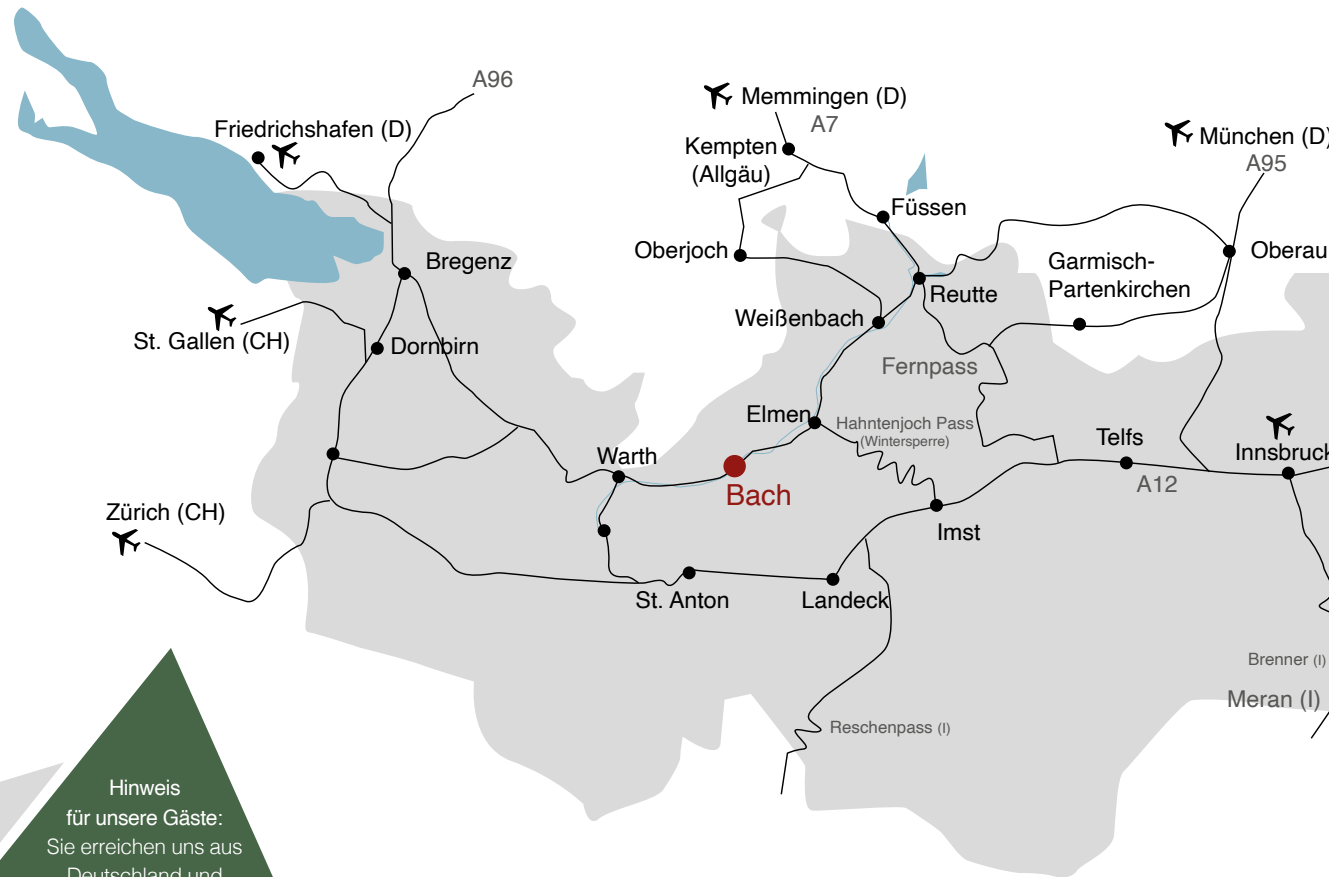 A96
Memmingen (D)
A7
Friedrichshafen (D)
München (D)
A95
Kempten
(Allgäu)
Füssen
Oberjoch
Oberau
Bregenz
Garmisch-
Partenkirchen
Reutte
Weißenbach
St. Gallen (CH)
Dornbirn
Fernpass
Elmen
Hahntenjoch Pass
(Wintersperre)
Telfs
Innsbruck
Warth
A12
Bach
Zürich (CH)
Imst
St. Anton
Landeck
Brenner (I)
Meran (I)
Reschenpass (I)
Hinweis
für unsere Gäste:
Sie erreichen uns aus
Deutschland und